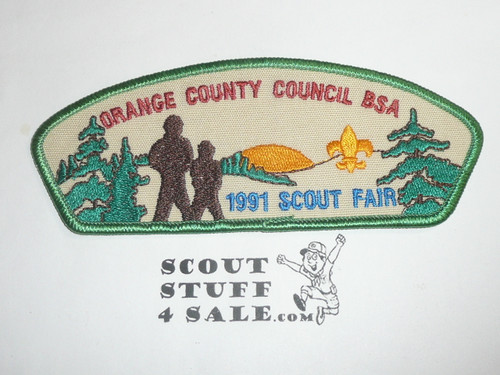 ORANGE COUNTY COUNCIL BSA
1991 SCOUT FAIR
SCOUT
STUFF
4 SALE.COM